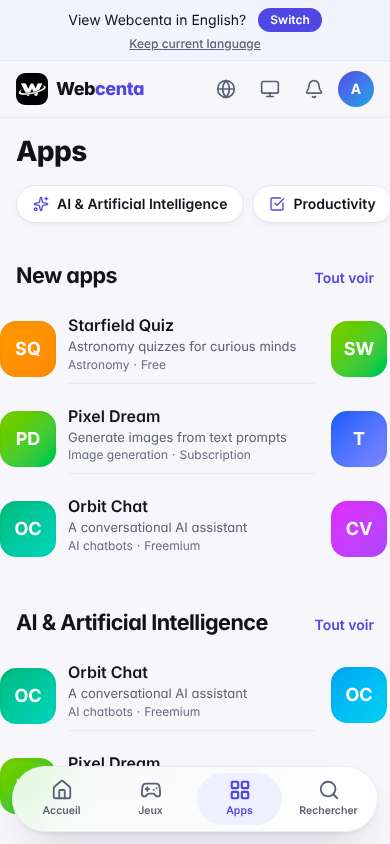 View Webcenta in English? Switch
Keep current language
Webcenta A
Apps
AI & Artificial Intelligence Productivity
New apps Tout voir
SQ Starfield Quiz SW
Astronomy quizzes for curious minds
Astronomy · Free
PD Pixel Dream T
Generate images from text prompts
Image generation · Subscription
OC Orbit Chat CV
A conversational AI assistant
AI chatbots · Freemium
AI & Artificial Intelligence Tout voir
OC Orbit Chat OC
A conversational AI assistant
AI chatbots · Freemium
Pixel Dream
Accueil Jeux Apps Rechercher